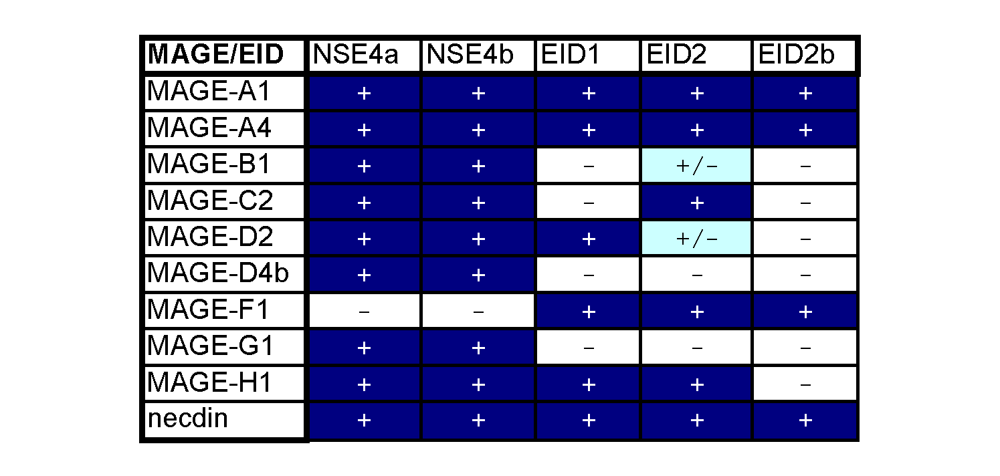 MAGE/EID NSE4a NSE4b EID1 EID2 EID2b
MAGE-A1 + + + + +
MAGE-A4 + + + + +
MAGE-B1 + + - +/- -
MAGE-C2 + + - + -
MAGE-D2 + + + +/- -
MAGE-D4b + + - - -
MAGE-F1 - - + + +
MAGE-G1 + + - - -
MAGE-H1 + + + + -
necdin + + + + +